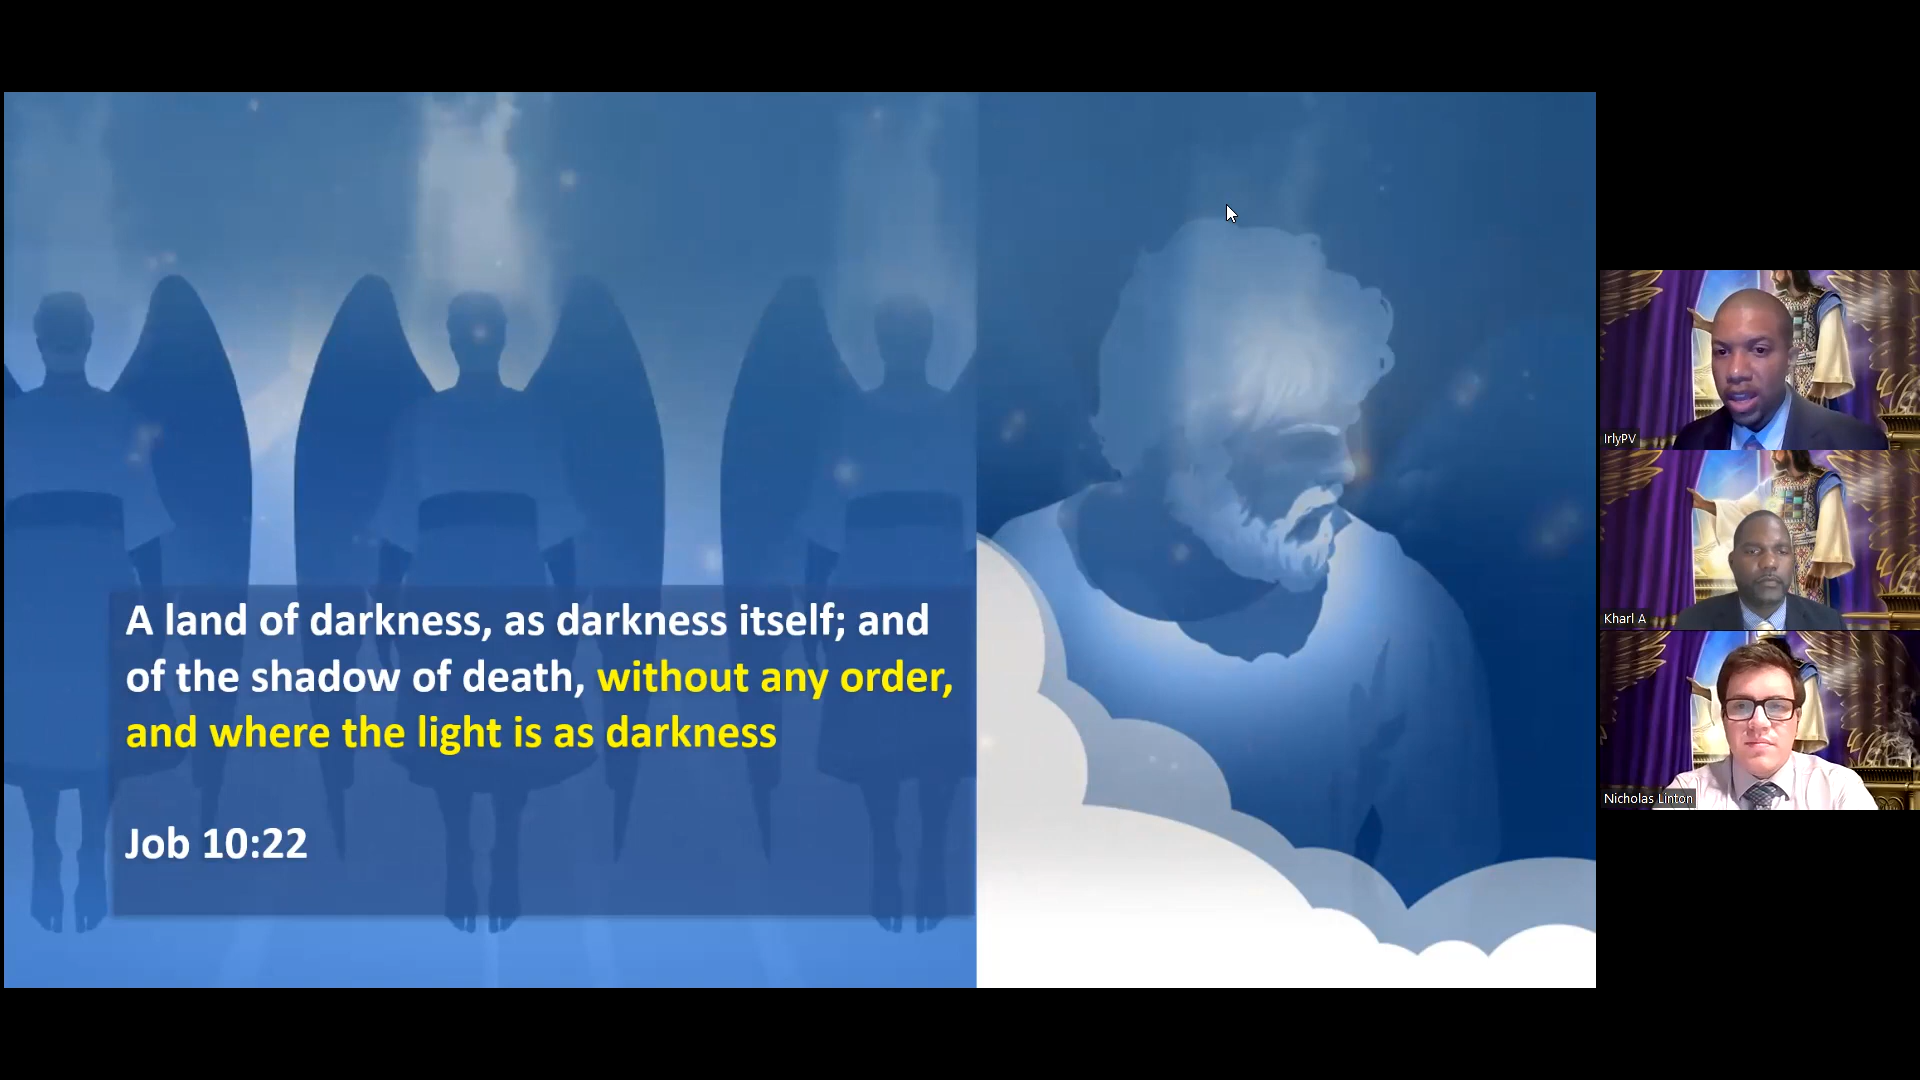 A land of darkness, as darkness itself; and
of the shadow of death, without any order,
and where the light is as darkness
Job 10:22
IrlyPV
Kharl A
Nicholas Linton